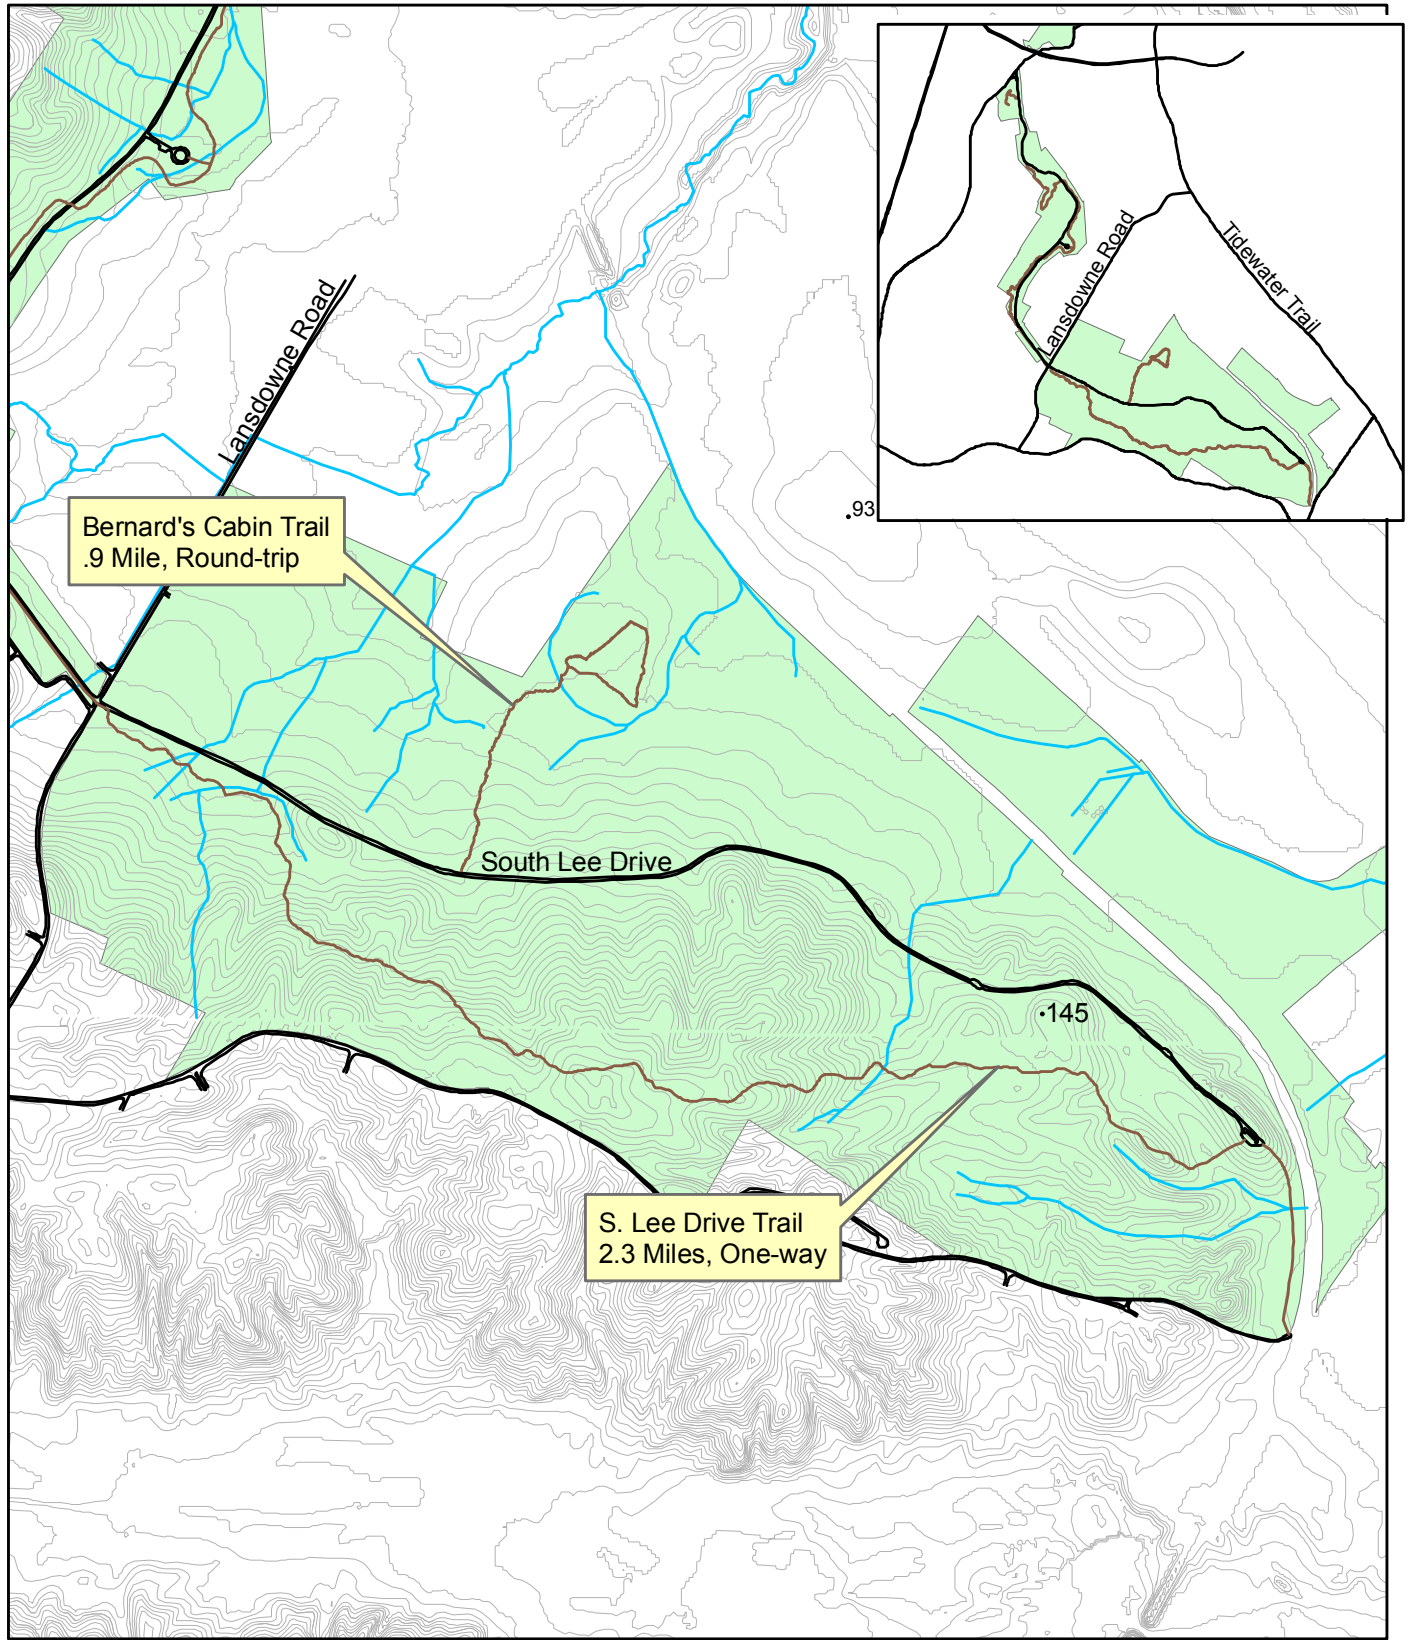 Lansdowne Road
Tidewater Trail
Lansdowne Road
.93
Bernard's Cabin Trail
.9 Mile, Round-trip
South Lee Drive
.145
S. Lee Drive Trail
2.3 Miles, One-way